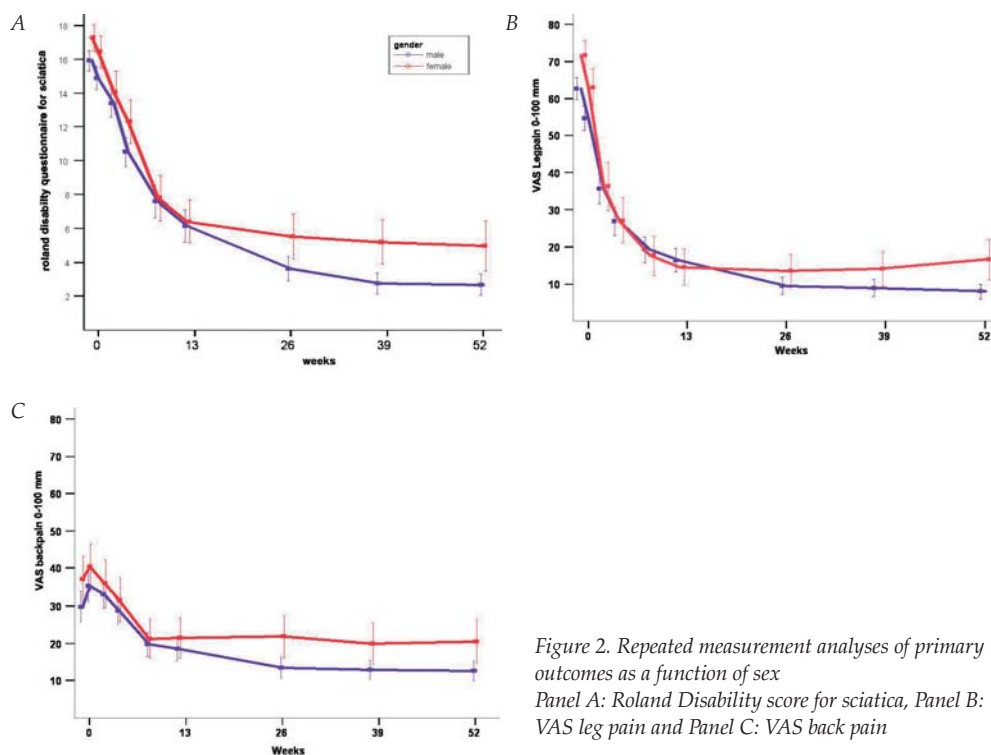 A
18
16
14
12
10
8
6
4
2
roland disabilty questionnaire for sciatica
gender
male
female
0 13 26 39 52
weeks
B
80
70
60
50
40
30
20
10
VAS Legpain 0-100 mm
0 13 26 39 52
Weeks
C
80
70
60
50
40
30
20
10
VAS backpain 0-100 mm
0 13 26 39 52
Weeks
Figure 2. Repeated measurement analyses of primary
outcomes as a function of sex
Panel A: Roland Disability score for sciatica, Panel B:
VAS leg pain and Panel C: VAS back pain